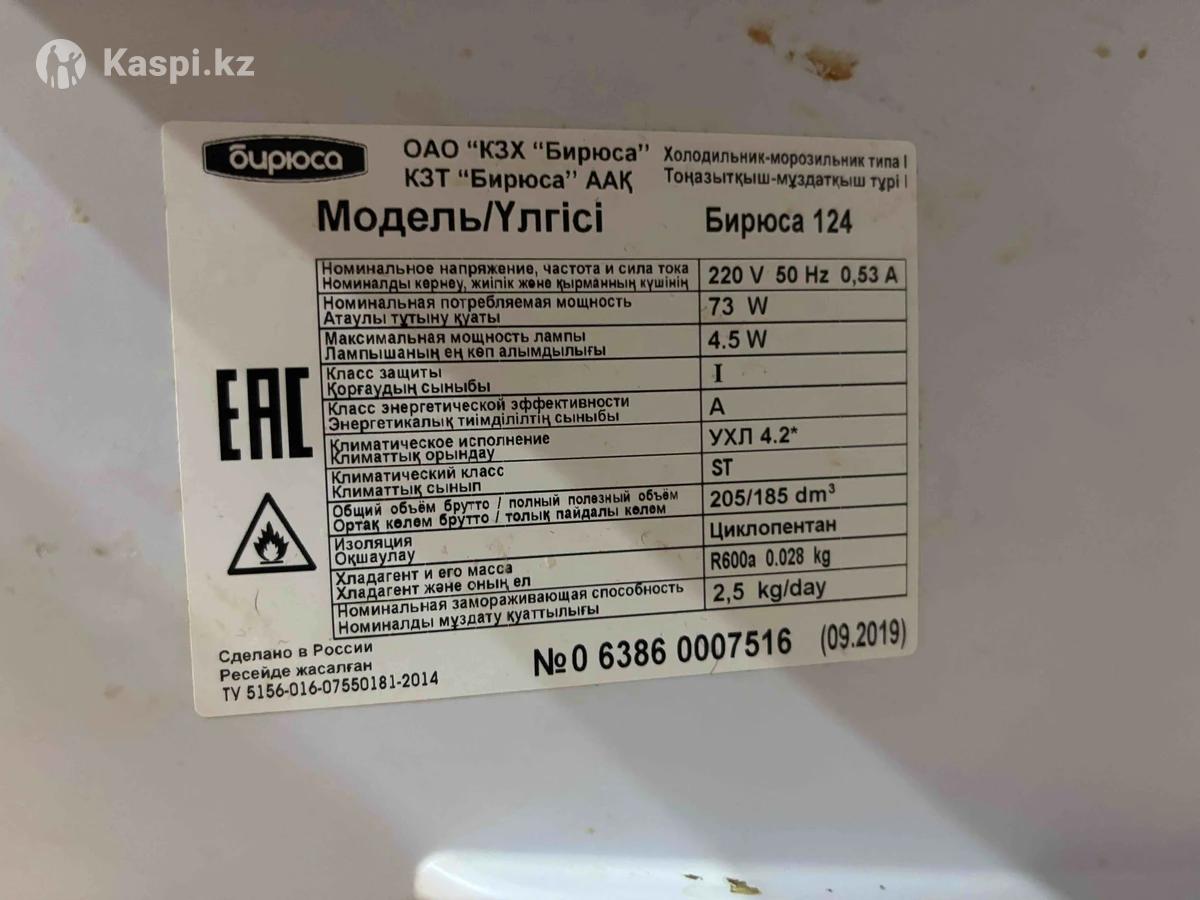 Kaspi.kz
бирюса
ОАО “КЗХ “Бирюса”
КЗТ “Бирюса” ААҚ
Холодильник-морозильник типа I
Тоңазытқыш-мұздатқыш түрі I
Модель/Үлгісі Бирюса 124
Номинальное напряжение, частота и сила тока
Номиналды көрнеу, жиіпік және қырманның күшінің
220 V 50 Hz 0,53 A
Номинальная потребляемая мощность
Атаулы тұтыну қуаты
73 W
Максимальная мощность лампы
Лампышаның ең көп алымдылығы
4.5 W
Класс защиты
Қорғаудың сыныбы
I
Класс энергетической эффективности
Энергетикалық тиімділілтің сыныбы
A
Климатическое исполнение
Климаттық орындау
УХЛ 4.2*
Климатический класс
Климаттық сынып
ST
Общий объём брутто / полный полезный объём
Ортақ көлем брутто / толық пайдалы көлем
205/185 dm³
Изоляция
Оқшаулау
Циклопентан
Хладагент и его масса
Хладагент және оның ел
R600a 0.028 kg
Номинальная замораживающая способность
Номиналды мұздату қуаттылығы
2,5 kg/day
EAC
Сделано в России
Ресейде жасалған
ТУ 5156-016-07550181-2014
№0 6386 0007516 (09.2019)